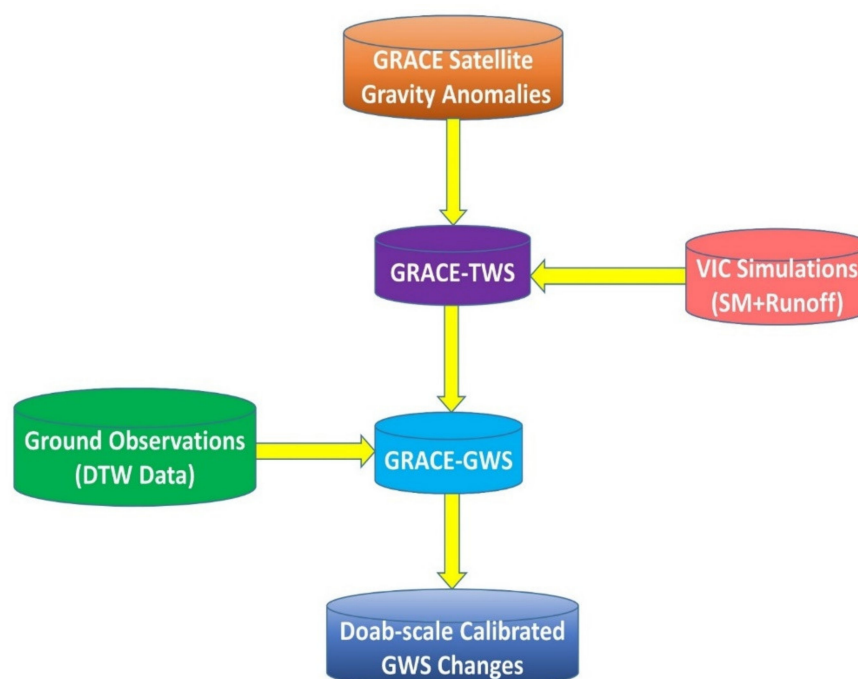 GRACE Satellite
Gravity Anomalies
GRACE-TWS
VIC Simulations
(SM+Runoff)
Ground Observations
(DTW Data)
GRACE-GWS
Doab-scale Calibrated
GWS Changes